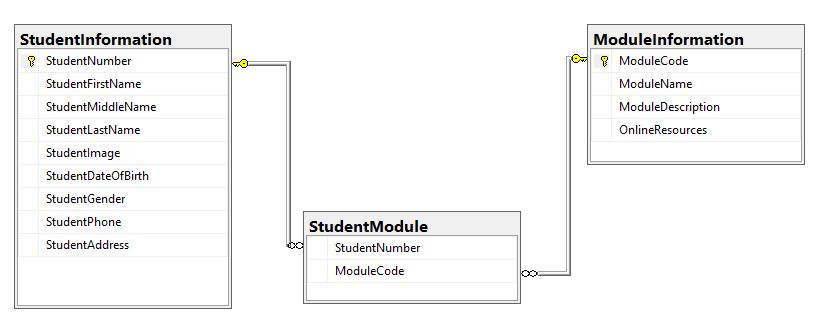 StudentInformation
StudentNumber
StudentFirstName
StudentMiddleName
StudentLastName
StudentImage
StudentDateOfBirth
StudentGender
StudentPhone
StudentAddress
StudentModule
StudentNumber
ModuleCode
ModuleInformation
ModuleCode
ModuleName
ModuleDescription
OnlineResources